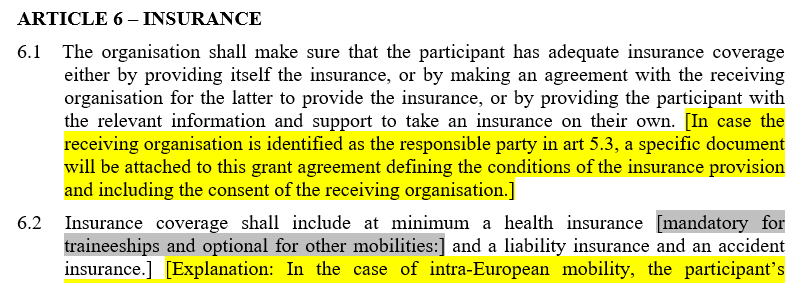 ARTICLE 6 – INSURANCE
6.1 The organisation shall make sure that the participant has adequate insurance coverage
either by providing itself the insurance, or by making an agreement with the receiving
organisation for the latter to provide the insurance, or by providing the participant with
the relevant information and support to take an insurance on their own. [In case the
receiving organisation is identified as the responsible party in art 5.3, a specific document
will be attached to this grant agreement defining the conditions of the insurance provision
and including the consent of the receiving organisation.]
6.2 Insurance coverage shall include at minimum a health insurance [mandatory for
traineeships and optional for other mobilities:] and a liability insurance and an accident
insurance.] [Explanation: In the case of intra-European mobility, the participant’s